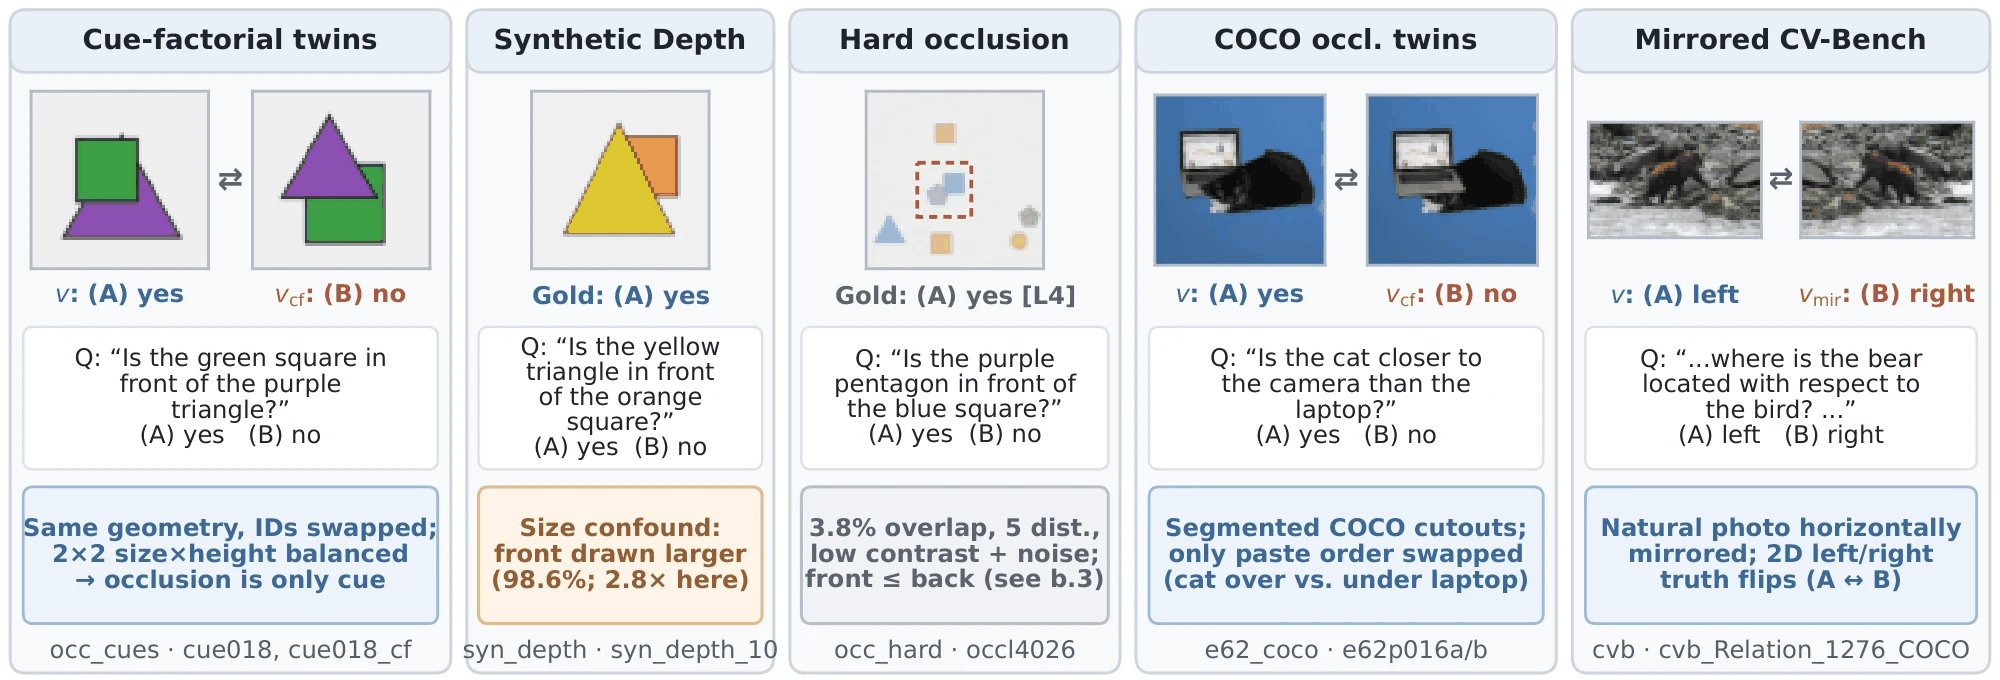 Cue-factorial twins
⇄
v: (A) yes
v_cf: (B) no
Q: “Is the green square in
front of the purple
triangle?”
(A) yes (B) no
Same geometry, IDs swapped;
2×2 size×height balanced
→ occlusion is only cue
occ_cues · cue018, cue018_cf
Synthetic Depth
Gold: (A) yes
Q: “Is the yellow
triangle in front
of the orange
square?”
(A) yes (B) no
Size confound:
front drawn larger
(98.6%; 2.8× here)
syn_depth · syn_depth_10
Hard occlusion
Gold: (A) yes [L4]
Q: “Is the purple
pentagon in front of
the blue square?”
(A) yes (B) no
3.8% overlap, 5 dist.,
low contrast + noise;
front ≤ back (see b.3)
occ_hard · occl4026
COCO occl. twins
⇄
v: (A) yes
v_cf: (B) no
Q: “Is the cat closer to
the camera than the
laptop?”
(A) yes (B) no
Segmented COCO cutouts;
only paste order swapped
(cat over vs. under laptop)
e62_coco · e62p016a/b
Mirrored CV-Bench
⇄
v: (A) left
v_mir: (B) right
Q: “...where is the bear
located with respect to
the bird? ...”
(A) left (B) right
Natural photo horizontally
mirrored; 2D left/right
truth flips (A ↔ B)
cvb · cvb_Relation_1276_COCO